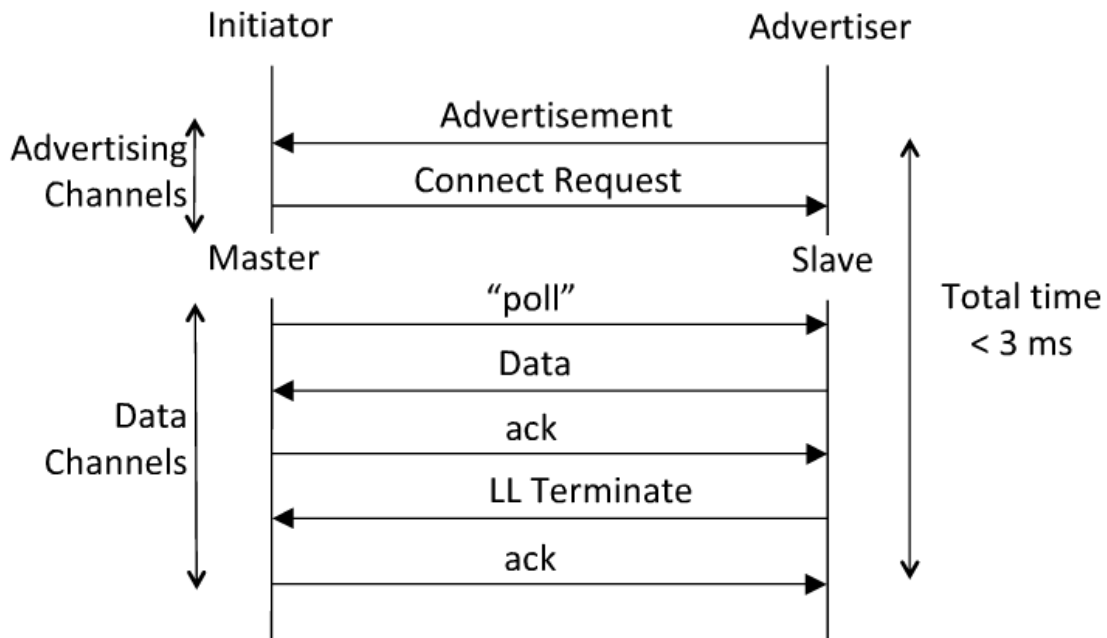 Initiator
Advertiser
Advertisement
Advertising
Channels
Connect Request
Master
Slave
“poll”
Total time
< 3 ms
Data
Data
Channels
ack
LL Terminate
ack